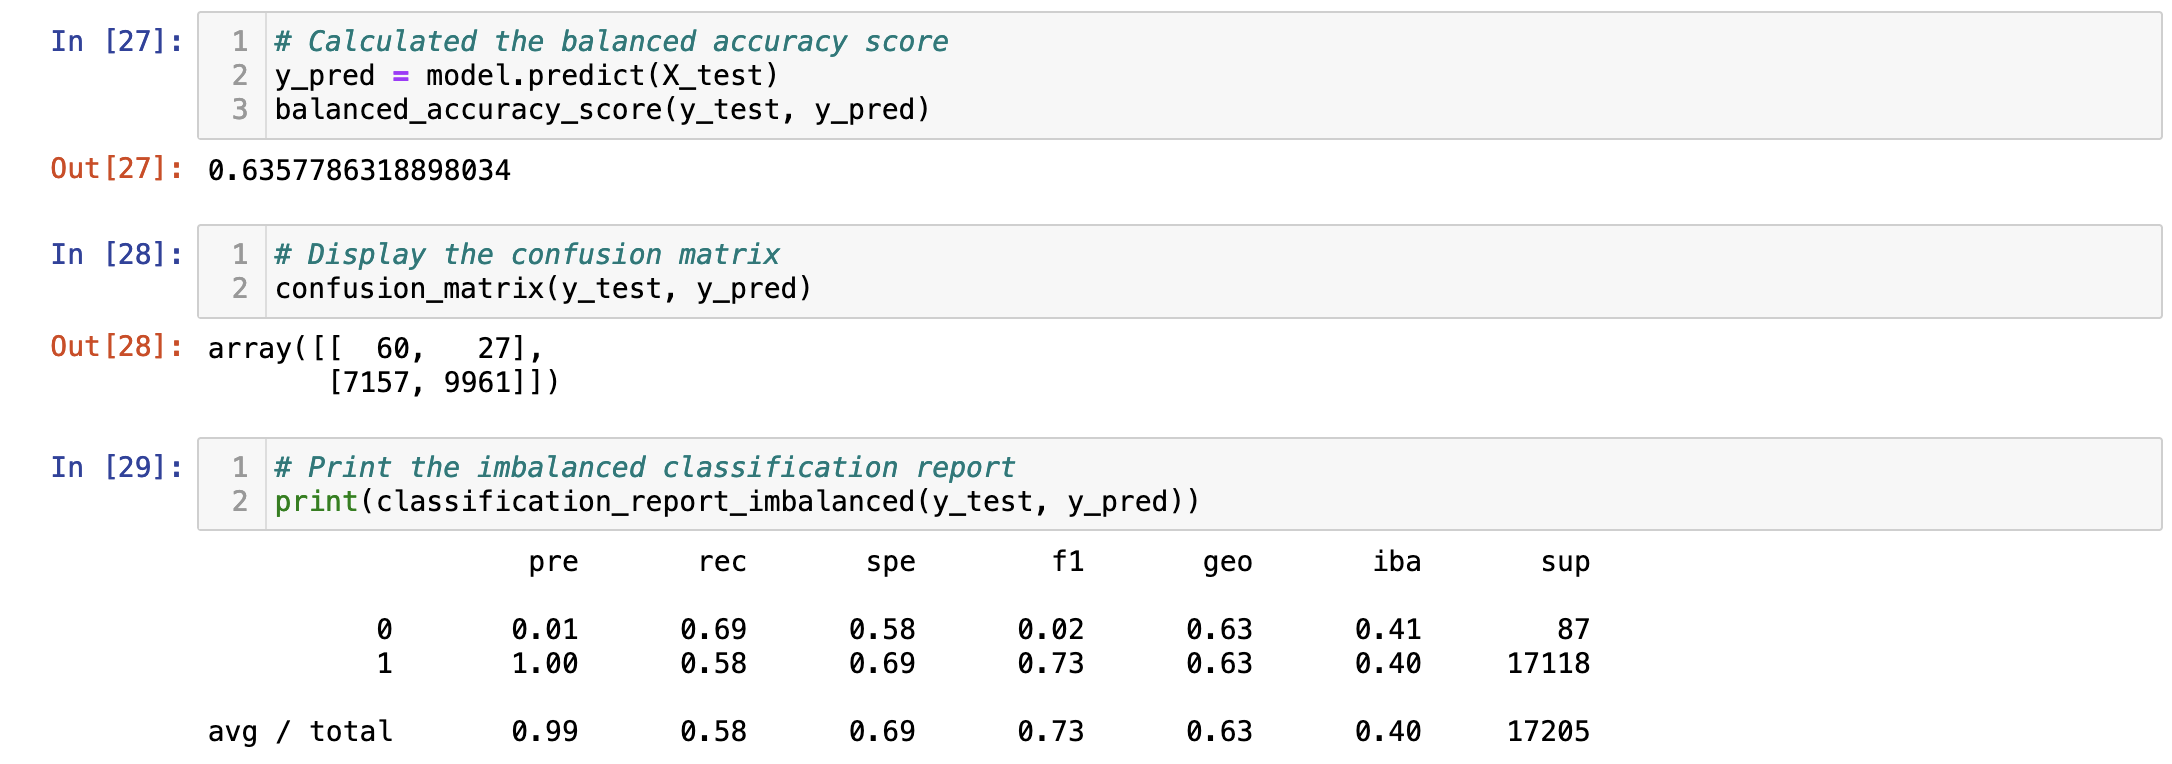 In [27]: 1 # Calculated the balanced accuracy score
2 y_pred = model.predict(X_test)
3 balanced_accuracy_score(y_test, y_pred)
Out[27]: 0.6357786318898034
In [28]: 1 # Display the confusion matrix
2 confusion_matrix(y_test, y_pred)
Out[28]: array([[  60,   27],
       [7157, 9961]])
In [29]: 1 # Print the imbalanced classification report
2 print(classification_report_imbalanced(y_test, y_pred))
pre rec spe f1 geo iba sup
0 0.01 0.69 0.58 0.02 0.63 0.41 87
1 1.00 0.58 0.69 0.73 0.63 0.40 17118
avg / total 0.99 0.58 0.69 0.73 0.63 0.40 17205